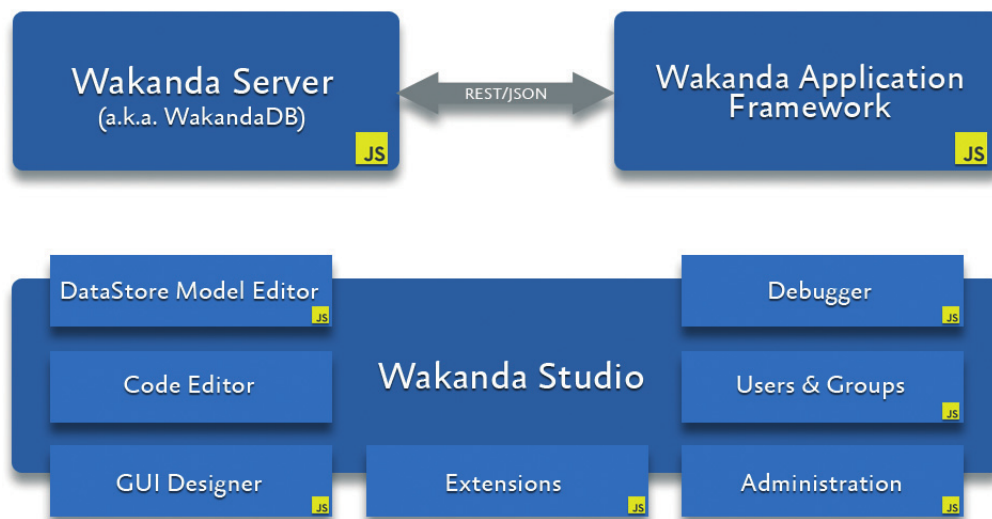 Wakanda Server
(a.k.a. WakandaDB)
JS
REST/JSON
Wakanda Application
Framework
JS
DataStore Model Editor
JS
Debugger
JS
Code Editor
Wakanda Studio
Users & Groups
JS
GUI Designer
JS
Extensions
JS
Administration
JS